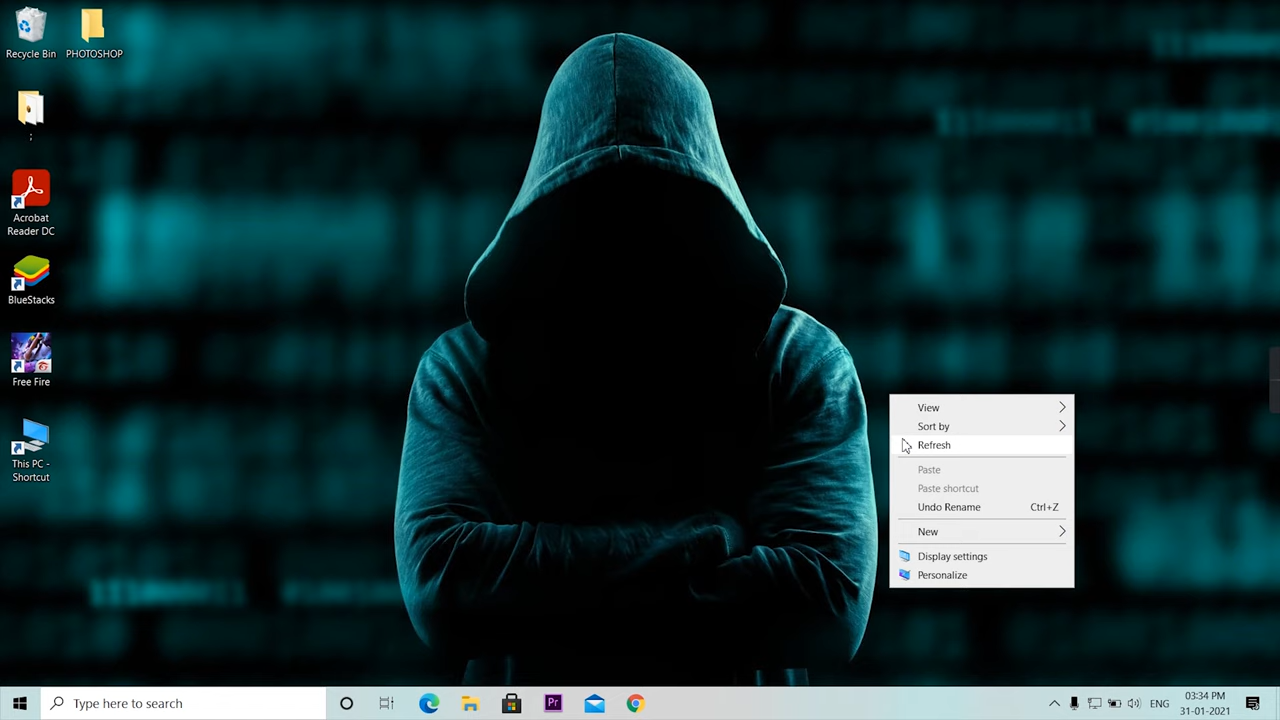 Recycle Bin
PHOTOSHOP
;
Acrobat
Reader DC
BlueStacks
Free Fire
This PC -
Shortcut
View
Sort by
Refresh
Paste
Paste shortcut
Undo Rename Ctrl+Z
New
Display settings
Personalize
Type here to search
Pr
ENG
03:34 PM
31-01-2021